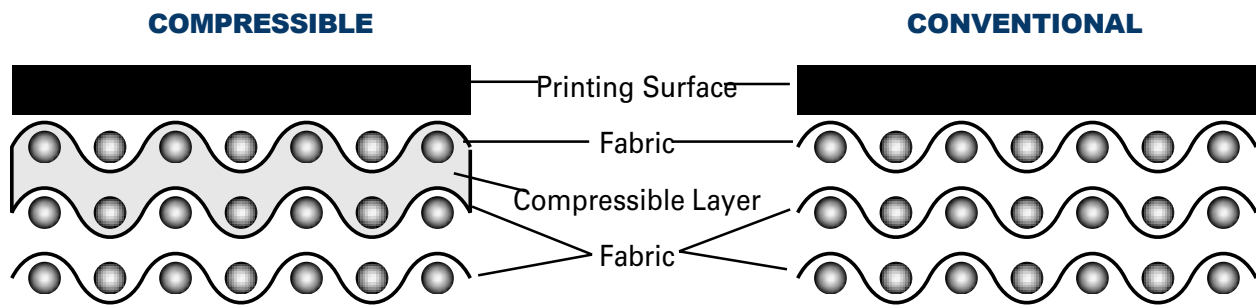 COMPRESSIBLE
CONVENTIONAL
Printing Surface
Fabric
Compressible Layer
Fabric